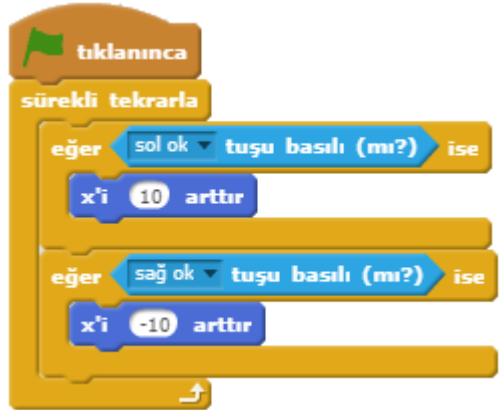 tıklanınca
sürekli tekrarla
eğer sol ok tuşu basılı (mı?) ise
x'i 10 arttır
eğer sağ ok tuşu basılı (mı?) ise
x'i -10 arttır